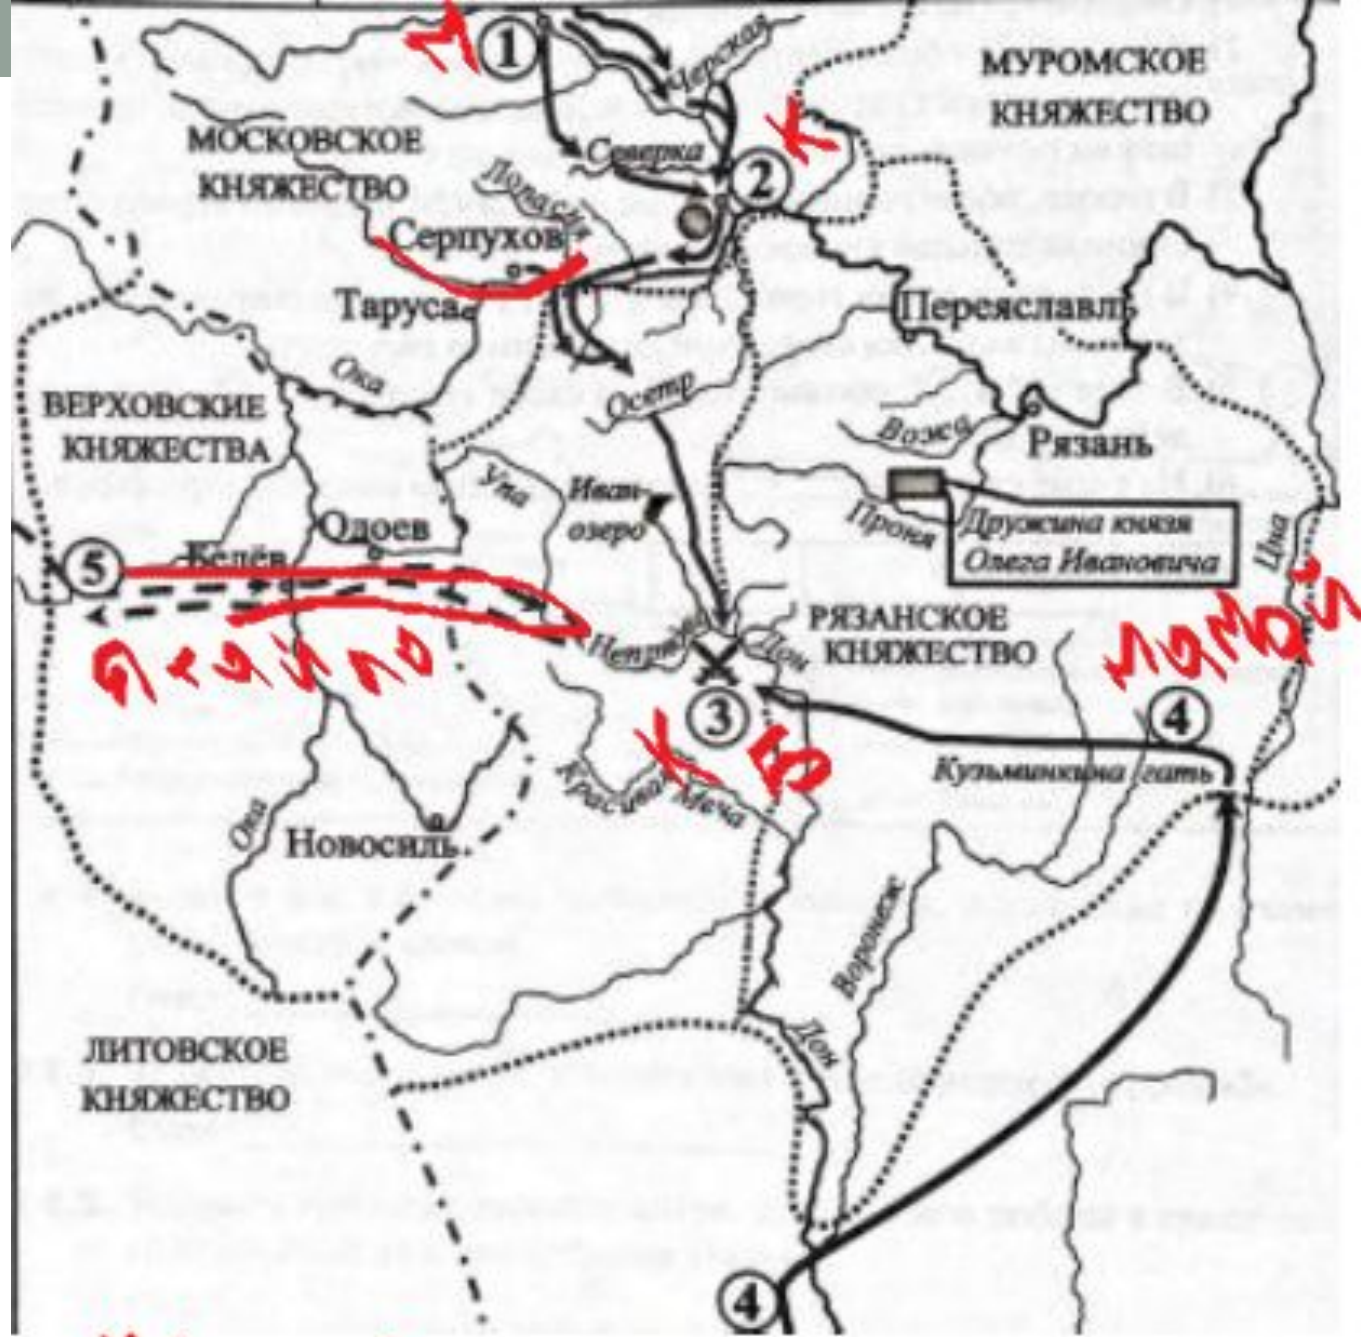 М
1
Пахра
МУРОМСКОЕ
КНЯЖЕСТВО
МОСКОВСКОЕ
КНЯЖЕСТВО
К
Северка
2
Лопасня
Серпухов
Таруса
Переяславль
Ока
Осетр
ВЕРХОВСКИЕ
КНЯЖЕСТВА
Вожа
Рязань
Упа
Иван-
озеро
Проня
Дружина князя
Олега Ивановича
Цна
Одоев
Белёв
5
Ягайло
Непрядва
Дон
РЯЗАНСКОЕ
КНЯЖЕСТВО
Мамай
3
4
К Б
Кузьминкина гать
Красивая Меча
Ока
Новосиль
Воронеж
Дон
ЛИТОВСКОЕ
КНЯЖЕСТВО
4